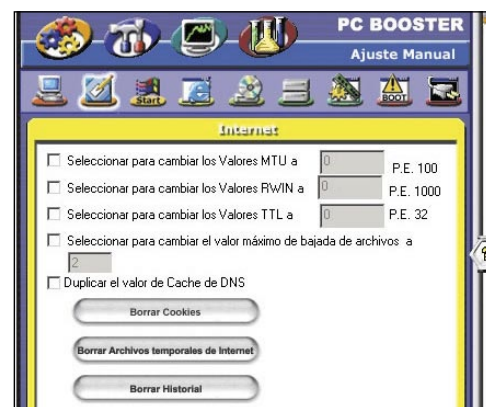 PC BOOSTER
Ajuste Manual
Start
BOOT
Internet
Seleccionar para cambiar los Valores MTU a 0 P.E. 100
Seleccionar para cambiar los Valores RWIN a 0 P.E. 1000
Seleccionar para cambiar los Valores TTL a 0 P.E. 32
Seleccionar para cambiar el valor máximo de bajada de archivos a
2
Duplicar el valor de Cache de DNS
Borrar Cookies
Borrar Archivos temporales de Internet
Borrar Historial